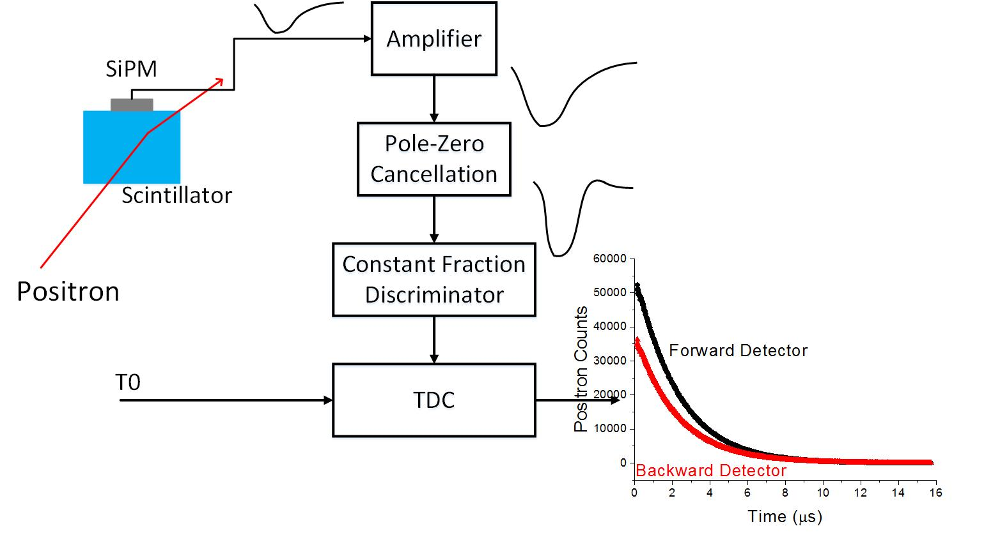 Amplifier
SiPM
Pole-Zero
Cancellation
Scintillator
Positron
Constant Fraction
Discriminator
T0
TDC
60000
50000
40000
30000
20000
10000
0
Positron Counts
Forward Detector
Backward Detector
0 2 4 6 8 10 12 14 16
Time (μs)